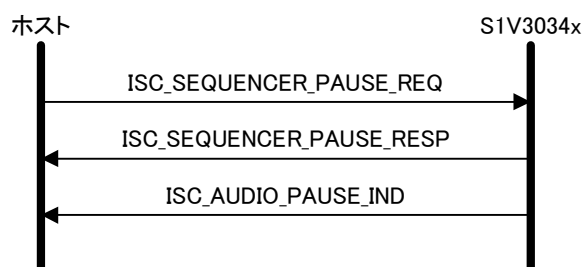 ホスト
S1V3034x
ISC_SEQUENCER_PAUSE_REQ
ISC_SEQUENCER_PAUSE_RESP
ISC_AUDIO_PAUSE_IND